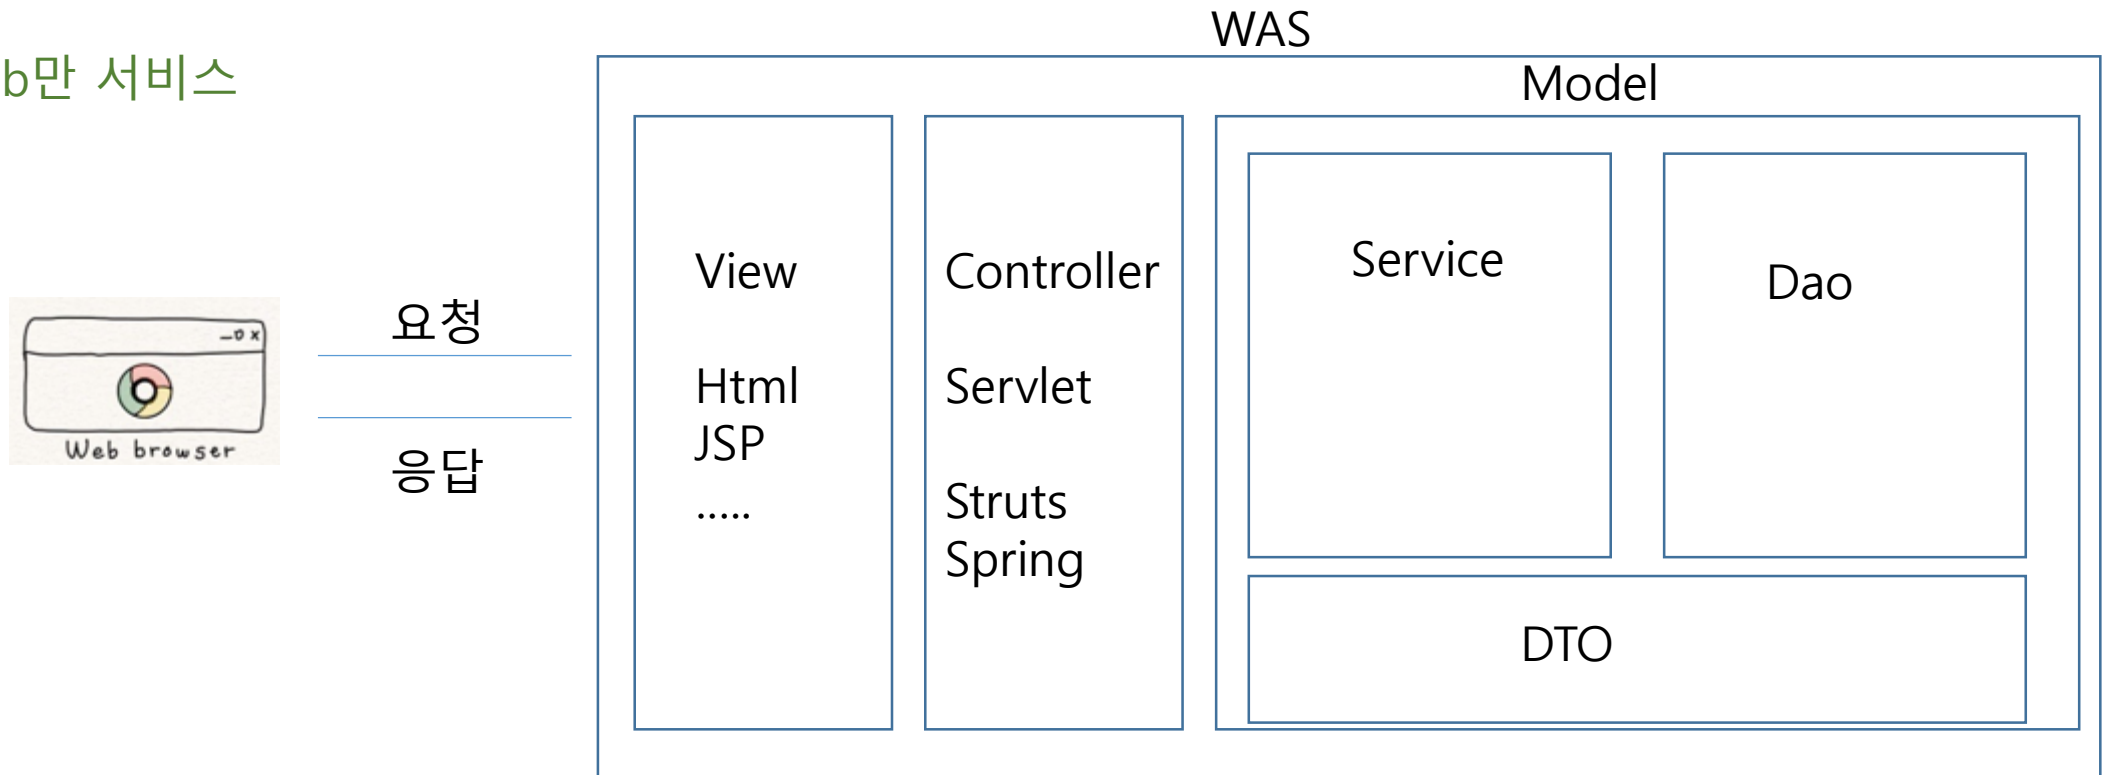 WAS
b만 서비스
Model
View
Html
JSP
.....
Controller
Servlet
Struts
Spring
Service
Dao
DTO
요청
응답
Web browser